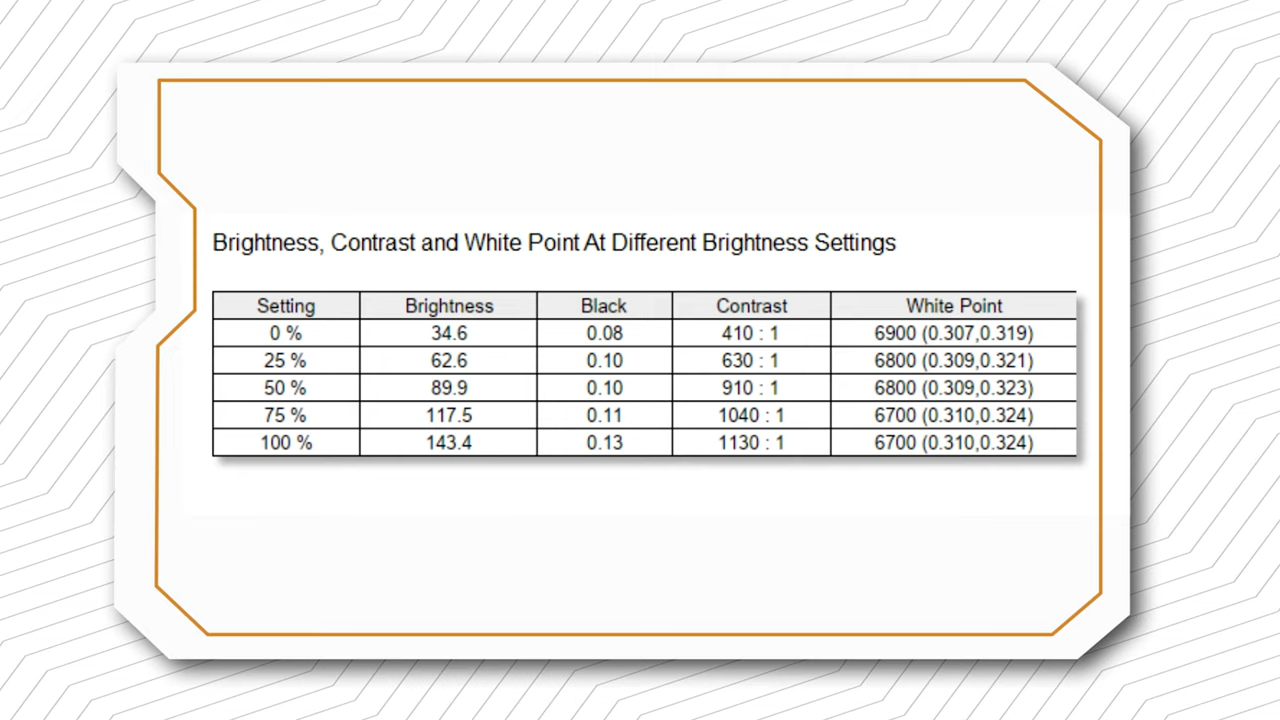 Brightness, Contrast and White Point At Different Brightness Settings
Setting Brightness Black Contrast White Point
0 % 34.6 0.08 410 : 1 6900 (0.307,0.319)
25 % 62.6 0.10 630 : 1 6800 (0.309,0.321)
50 % 89.9 0.10 910 : 1 6800 (0.309,0.323)
75 % 117.5 0.11 1040 : 1 6700 (0.310,0.324)
100 % 143.4 0.13 1130 : 1 6700 (0.310,0.324)